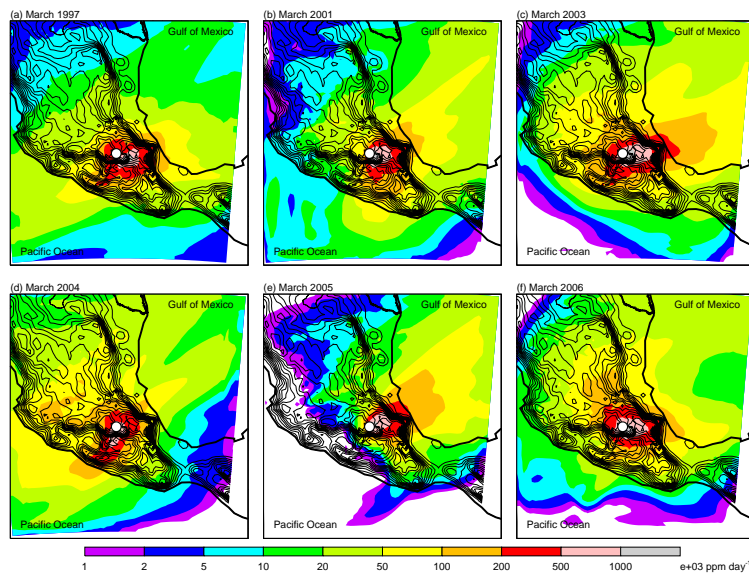 (a) March 1997
Gulf of Mexico
Pacific Ocean
(b) March 2001
Gulf of Mexico
Pacific Ocean
(c) March 2003
Gulf of Mexico
Pacific Ocean
(d) March 2004
Gulf of Mexico
Pacific Ocean
(e) March 2005
Gulf of Mexico
Pacific Ocean
(f) March 2006
Gulf of Mexico
Pacific Ocean
1 2 5 10 20 50 100 200 500 1000 e+03 ppm day⁻¹